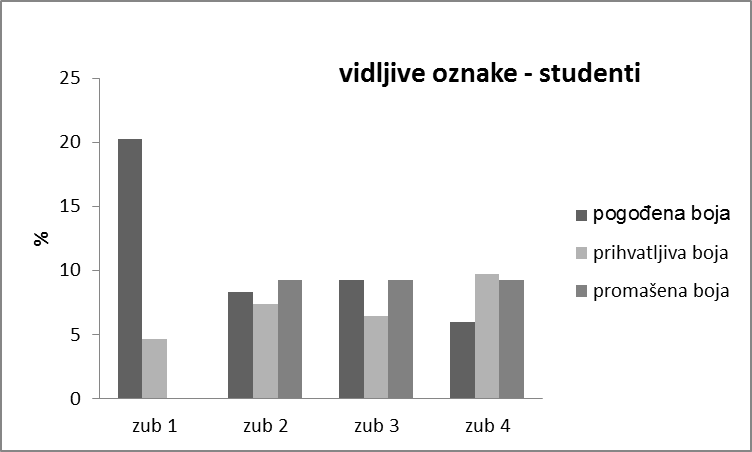 vidljive oznake - studenti
25
20
15
10
5
0
%
zub 1 zub 2 zub 3 zub 4
pogođena boja
prihvatljiva boja
promašena boja